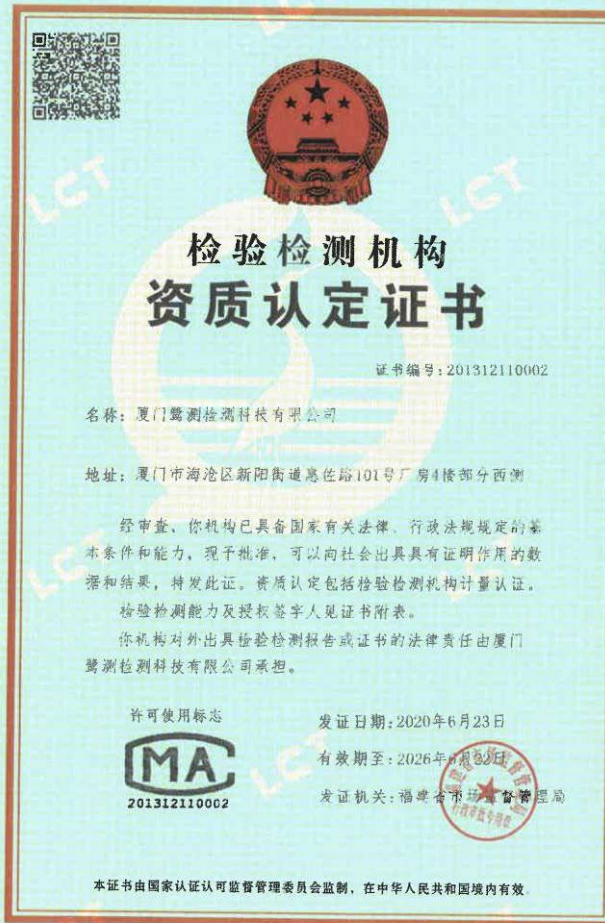 LCT
LCT
LCT
检验检测机构
资质认定证书
证书编号:201312110002
名称:厦门鹭测检测科技有限公司
地址:厦门市海沧区新阳街道惠佐路101号厂房4楼部分西侧
经审查,你机构已具备国家有关法律、行政法规规定的基
本条件和能力,现予批准,可以向社会出具具有证明作用的数
据和结果,特发此证。资质认定包括检验检测机构计量认证。
检验检测能力及授权签字人见证书附表。
你机构对外出具检验检测报告或证书的法律责任由厦门
鹭测检测科技有限公司承担。
LCT
LCT
许可使用标志
MA
201312110002
发证日期:2020年6月23日
有效期至:2026年6月22日
发证机关:福建省市场监督管理局
LCT
本证书由国家认证认可监督管理委员会监制,在中华人民共和国境内有效。